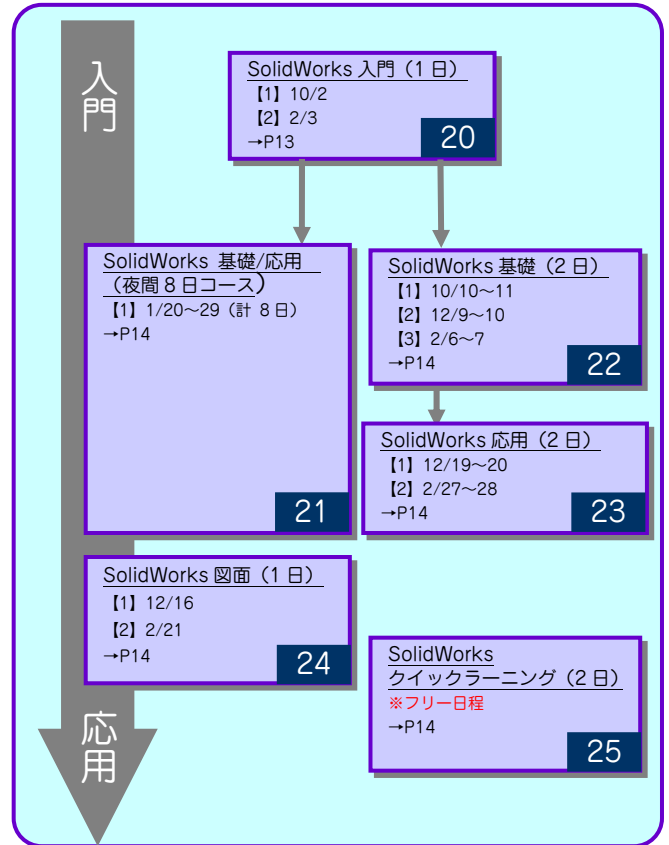 入門
SolidWorks 入門（1 日）
【1】10/2
【2】2/3
→P13
20
SolidWorks 基礎/応用
（夜間 8 日コース）
【1】1/20～29（計 8 日）
→P14
21
SolidWorks 基礎（2 日）
【1】10/10～11
【2】12/9～10
【3】2/6～7
→P14
22
SolidWorks 応用（2 日）
【1】12/19～20
【2】2/27～28
→P14
23
SolidWorks 図面（1 日）
【1】12/16
【2】2/21
→P14
24
SolidWorks
クイックラーニング（2 日）
※フリー日程
→P14
25
応用